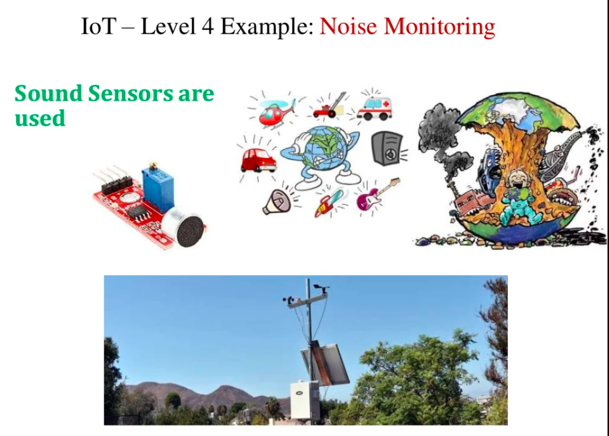 IoT – Level 4 Example: Noise Monitoring
Sound Sensors are
used